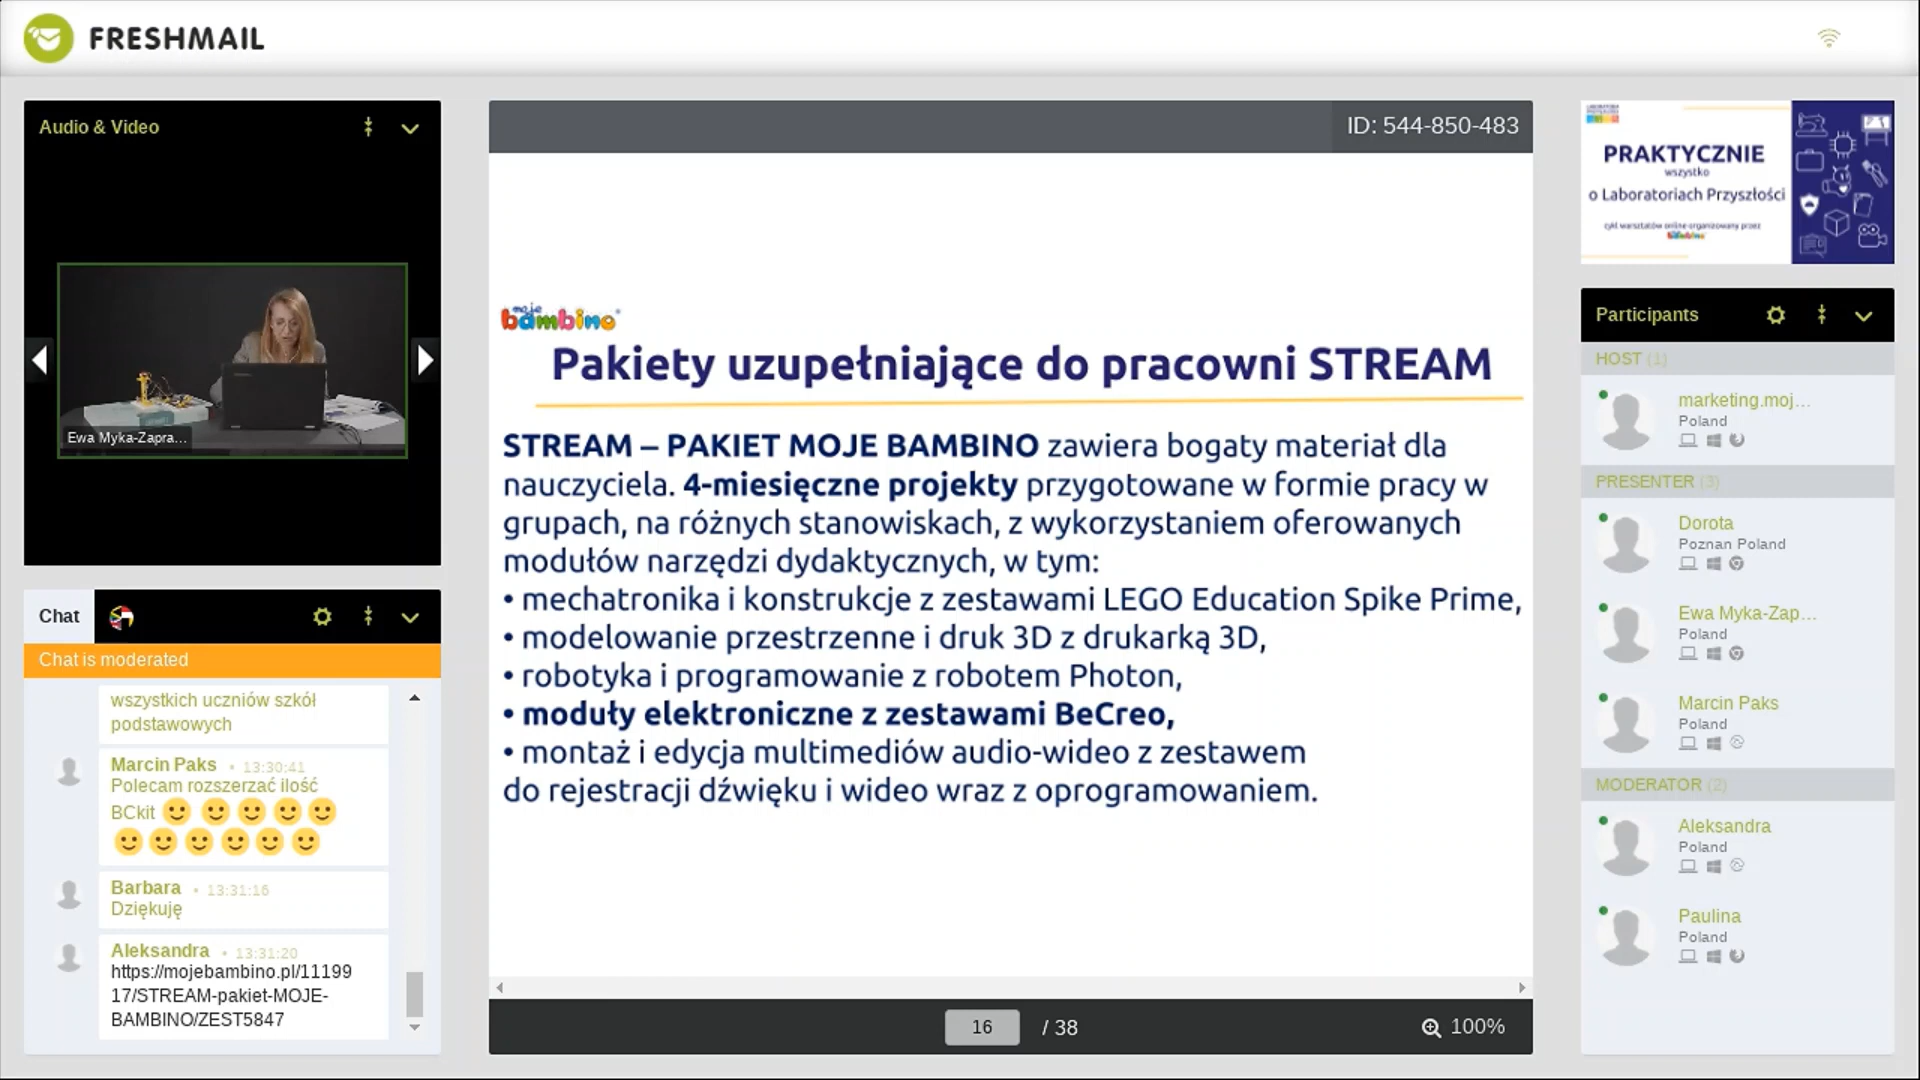 FRESHMAIL
Audio & Video
Ewa Myka-Zapra...
Chat
Chat is moderated
wszystkich uczniów szkół
podstawowych
Marcin Paks • 13:30:41
Polecam rozszerzać ilość
BCkit
Barbara • 13:31:16
Dziękuję
Aleksandra • 13:31:20
https://mojebambino.pl/11199
17/STREAM-pakiet-MOJE-
BAMBINO/ZEST5847
ID: 544-850-483
moje
bambino
Pakiety uzupełniające do pracowni STREAM
STREAM – PAKIET MOJE BAMBINO zawiera bogaty materiał dla
nauczyciela. 4-miesięczne projekty przygotowane w formie pracy w
grupach, na różnych stanowiskach, z wykorzystaniem oferowanych
modułów narzędzi dydaktycznych, w tym:
• mechatronika i konstrukcje z zestawami LEGO Education Spike Prime,
• modelowanie przestrzenne i druk 3D z drukarką 3D,
• robotyka i programowanie z robotem Photon,
• moduły elektroniczne z zestawami BeCreo,
• montaż i edycja multimediów audio-wideo z zestawem
do rejestracji dźwięku i wideo wraz z oprogramowaniem.
16 / 38
100%
PRAKTYCZNIE
wszystko
o Laboratoriach Przyszłości
cykl warsztatów online organizowany przez
bambino
Participants
HOST (1)
marketing.moj...
Poland
PRESENTER (3)
Dorota
Poznan Poland
Ewa Myka-Zap...
Poland
Marcin Paks
Poland
MODERATOR (2)
Aleksandra
Poland
Paulina
Poland